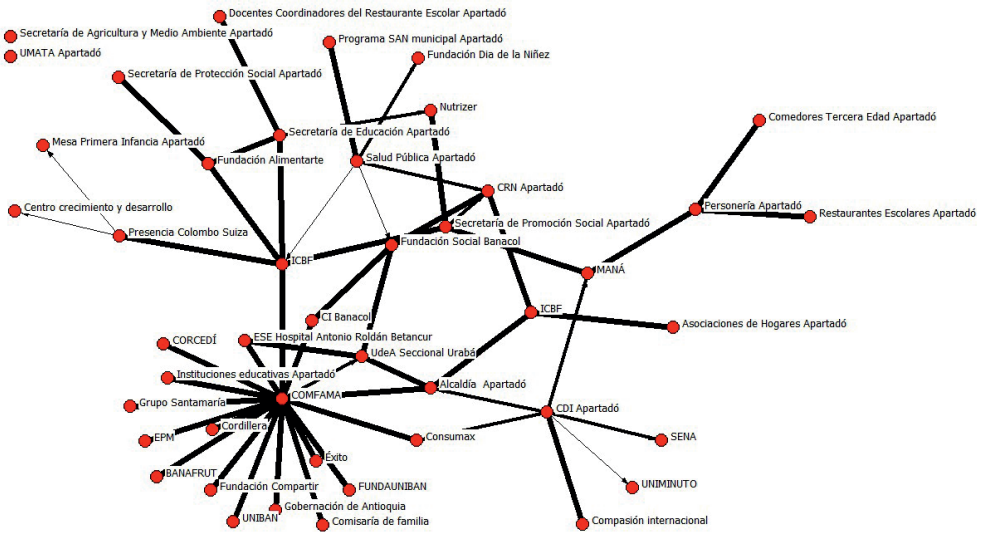 Docentes Coordinadores del Restaurante Escolar Apartadó
Secretaría de Agricultura y Medio Ambiente Apartadó
Programa SAN municipal Apartadó
UMATA Apartadó
Fundación Dia de la Niñez
Secretaría de Protección Social Apartadó
Nutrizer
Comedores Tercera Edad Apartadó
Secretaría de Educación Apartadó
Mesa Primera Infancia Apartadó
Fundación Alimentarte
Salud Pública Apartadó
CRN Apartadó
Centro crecimiento y desarrollo
Personería Apartadó
Restaurantes Escolares Apartadó
Secretaría de Promoción Social Apartadó
Presencia Colombo Suiza
Fundación Social Banacol
ICBF
MANÁ
CI Banacol
ICBF
Asociaciones de Hogares Apartadó
CORCEDÍ
ESE Hospital Antonio Roldán Betancur
UdeA Seccional Urabá
Instituciones educativas Apartadó
Alcaldía Apartadó
COMFAMA
Grupo Santamaría
CDI Apartadó
Cordillera
EPM
Consumax
SENA
Éxito
BANAFRUT
Fundación Compartir
FUNDAUNIBAN
UNIMINUTO
Gobernación de Antioquia
UNIBAN
Comisaría de familia
Compasión internacional